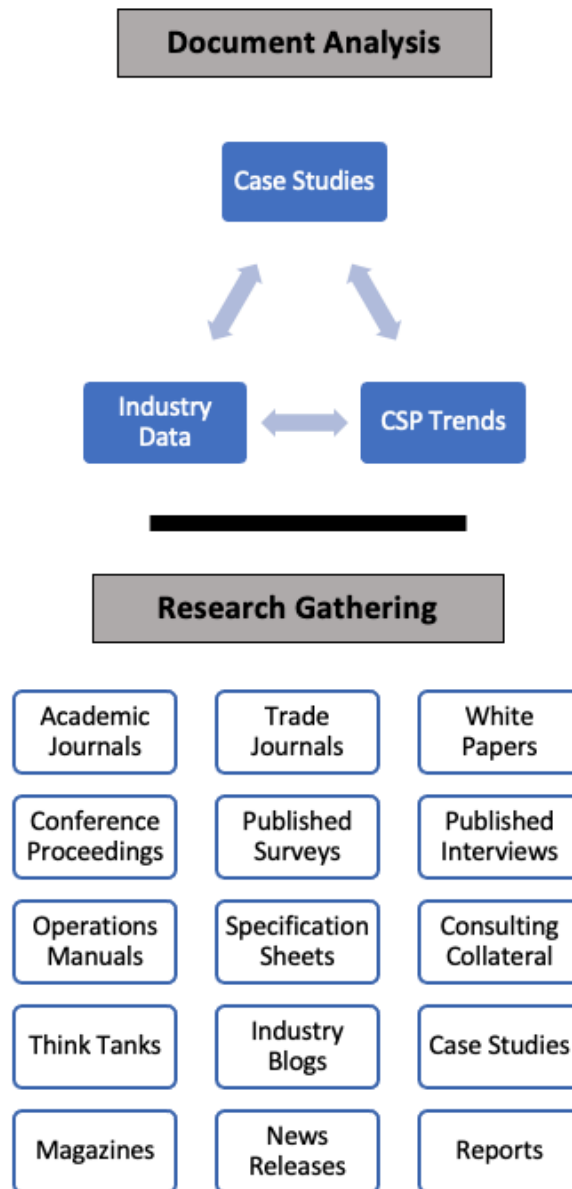 Document Analysis
Case Studies
Industry
Data
CSP Trends
Research Gathering
Academic
Journals
Trade
Journals
White
Papers
Conference
Proceedings
Published
Surveys
Published
Interviews
Operations
Manuals
Specification
Sheets
Consulting
Collateral
Think Tanks
Industry
Blogs
Case Studies
Magazines
News
Releases
Reports